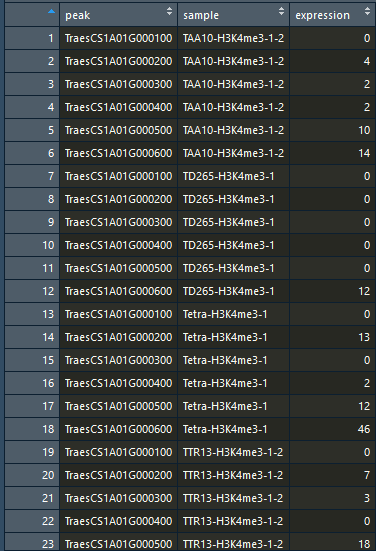 peak sample expression
1 TraesCS1A01G000100 TAA10-H3K4me3-1-2 0
2 TraesCS1A01G000200 TAA10-H3K4me3-1-2 4
3 TraesCS1A01G000300 TAA10-H3K4me3-1-2 2
4 TraesCS1A01G000400 TAA10-H3K4me3-1-2 2
5 TraesCS1A01G000500 TAA10-H3K4me3-1-2 10
6 TraesCS1A01G000600 TAA10-H3K4me3-1-2 14
7 TraesCS1A01G000100 TD265-H3K4me3-1 0
8 TraesCS1A01G000200 TD265-H3K4me3-1 0
9 TraesCS1A01G000300 TD265-H3K4me3-1 0
10 TraesCS1A01G000400 TD265-H3K4me3-1 0
11 TraesCS1A01G000500 TD265-H3K4me3-1 0
12 TraesCS1A01G000600 TD265-H3K4me3-1 12
13 TraesCS1A01G000100 Tetra-H3K4me3-1 0
14 TraesCS1A01G000200 Tetra-H3K4me3-1 13
15 TraesCS1A01G000300 Tetra-H3K4me3-1 0
16 TraesCS1A01G000400 Tetra-H3K4me3-1 2
17 TraesCS1A01G000500 Tetra-H3K4me3-1 12
18 TraesCS1A01G000600 Tetra-H3K4me3-1 46
19 TraesCS1A01G000100 TTR13-H3K4me3-1-2 0
20 TraesCS1A01G000200 TTR13-H3K4me3-1-2 7
21 TraesCS1A01G000300 TTR13-H3K4me3-1-2 3
22 TraesCS1A01G000400 TTR13-H3K4me3-1-2 0
23 TraesCS1A01G000500 TTR13-H3K4me3-1-2 18